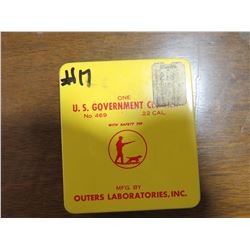 #17
ONE
U. S. GOVERNMENT
No. 469 .22 CAL.
WITH SAFETY TIP
MFG. BY
OUTERS LABORATORIES, INC.